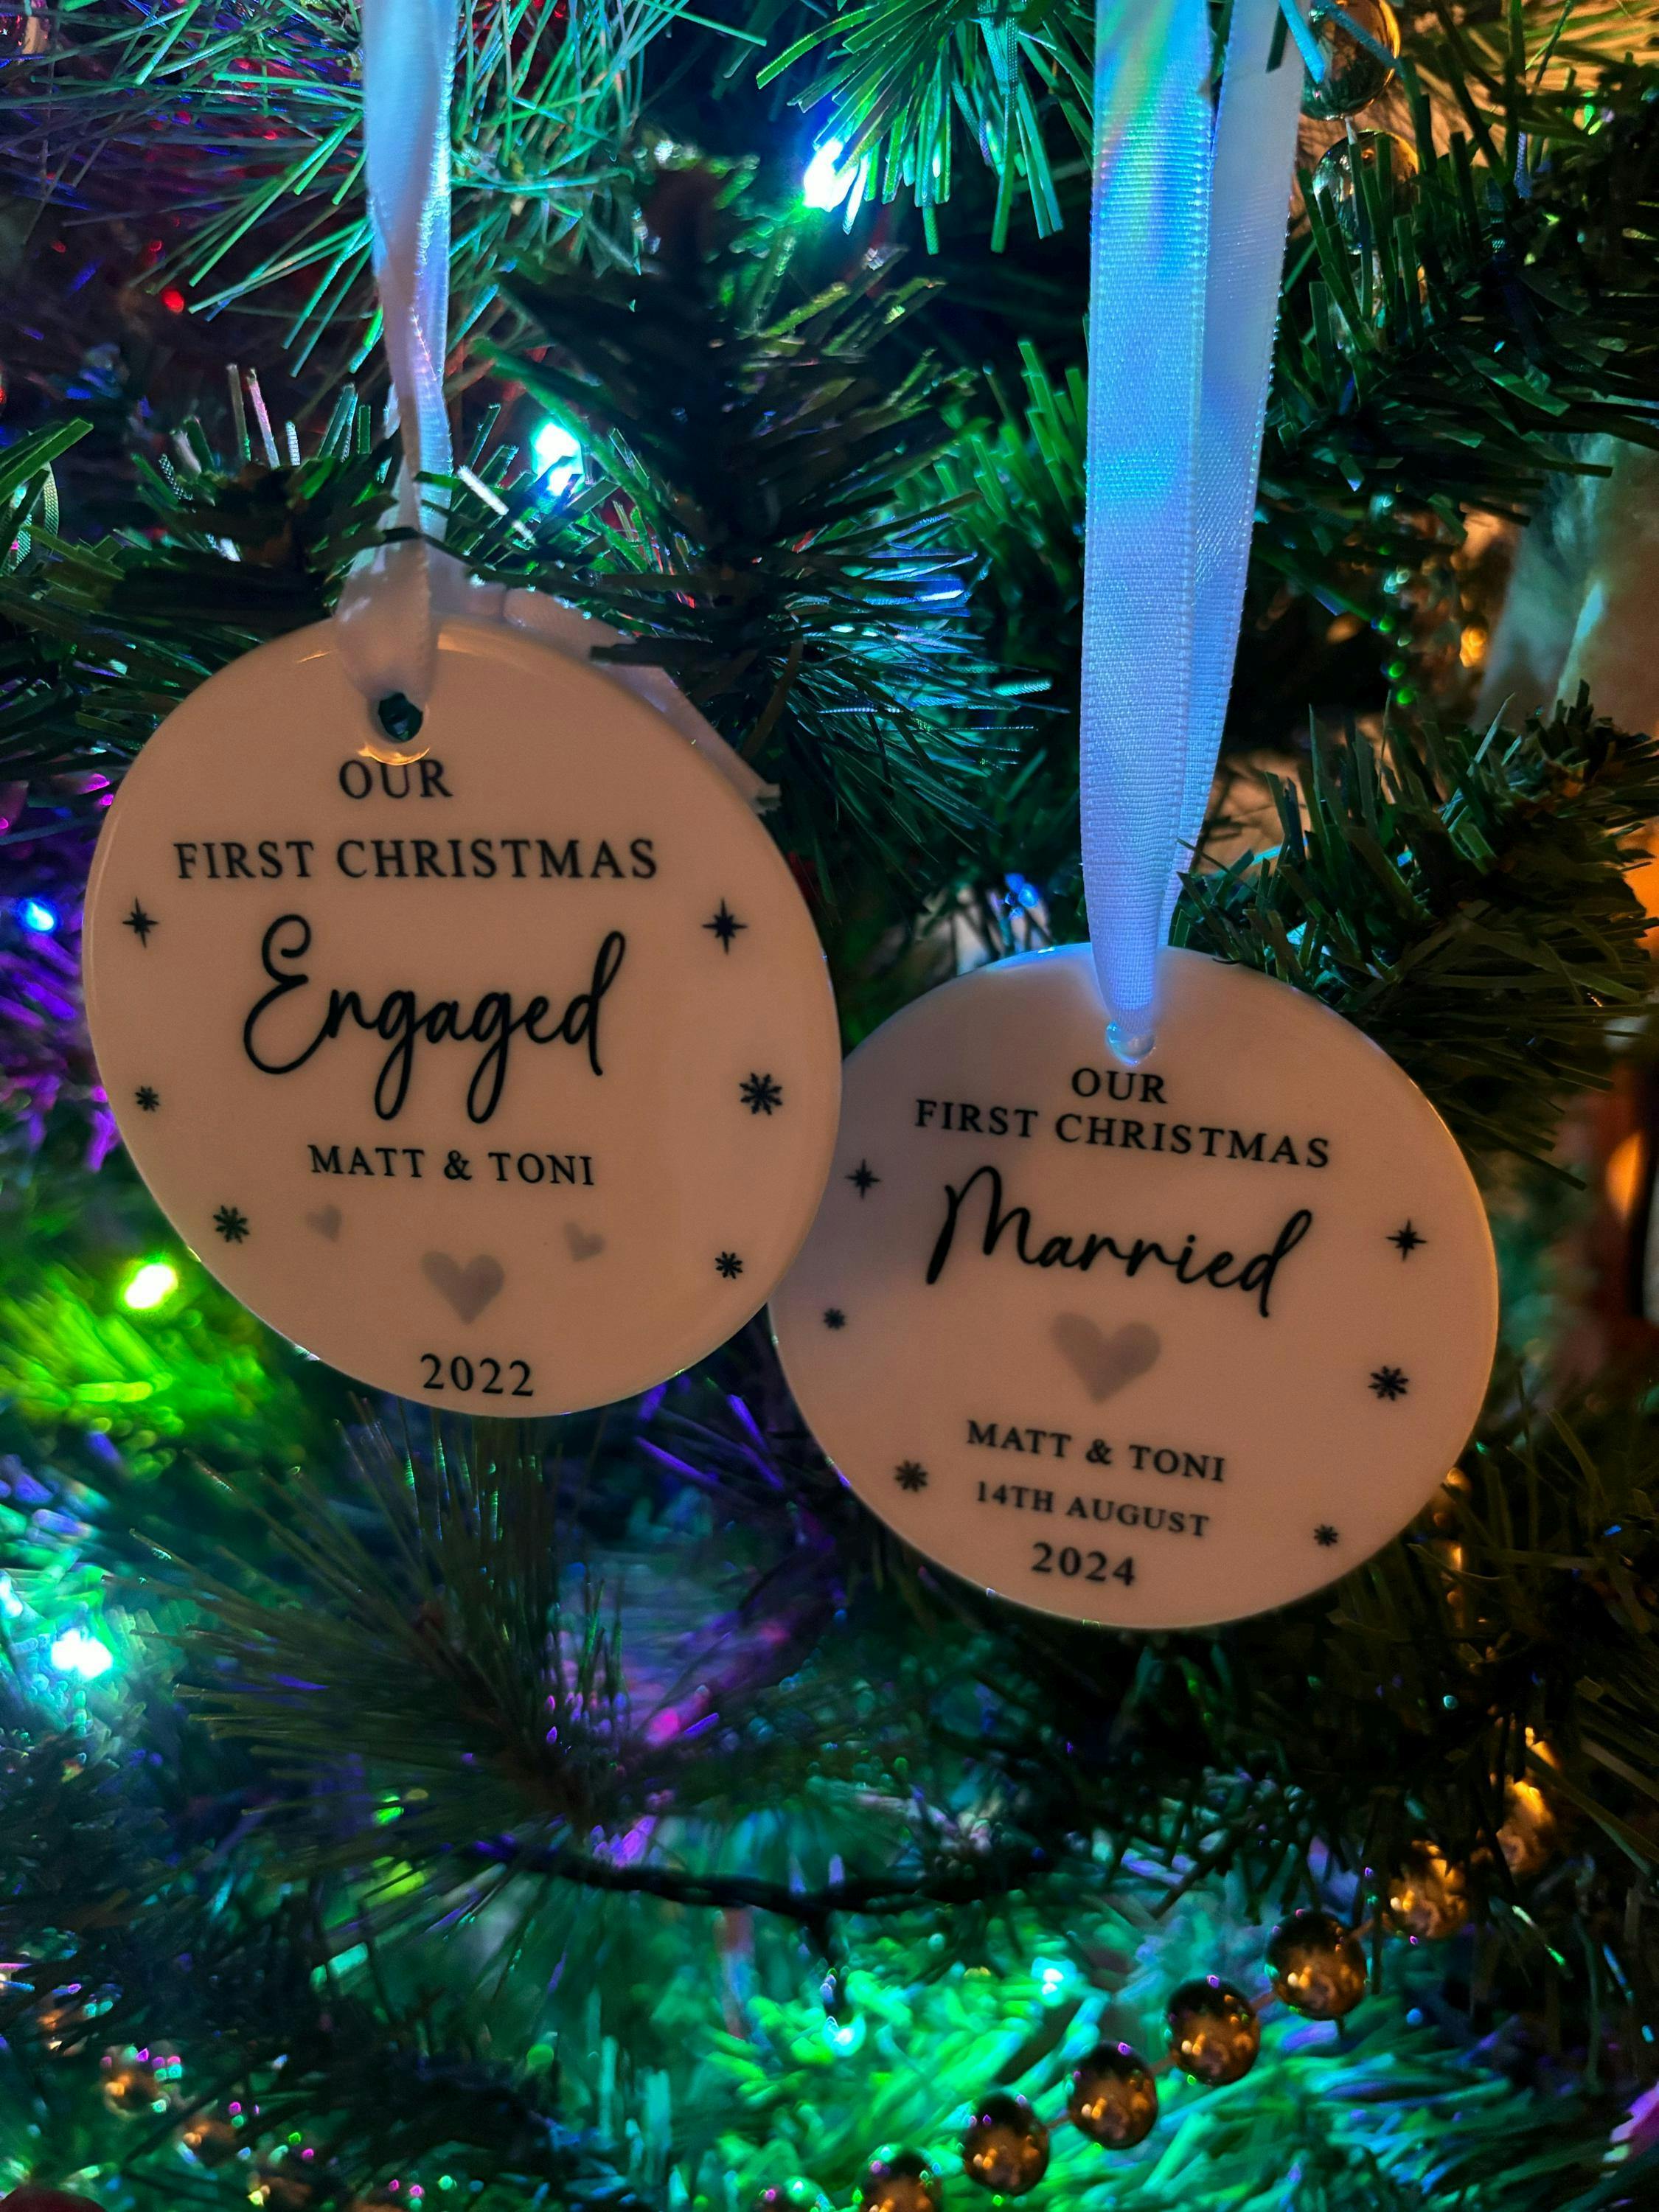 OUR
FIRST CHRISTMAS
Engaged
MATT & TONI
2022
OUR
FIRST CHRISTMAS
Married
MATT & TONI
14TH AUGUST
2024